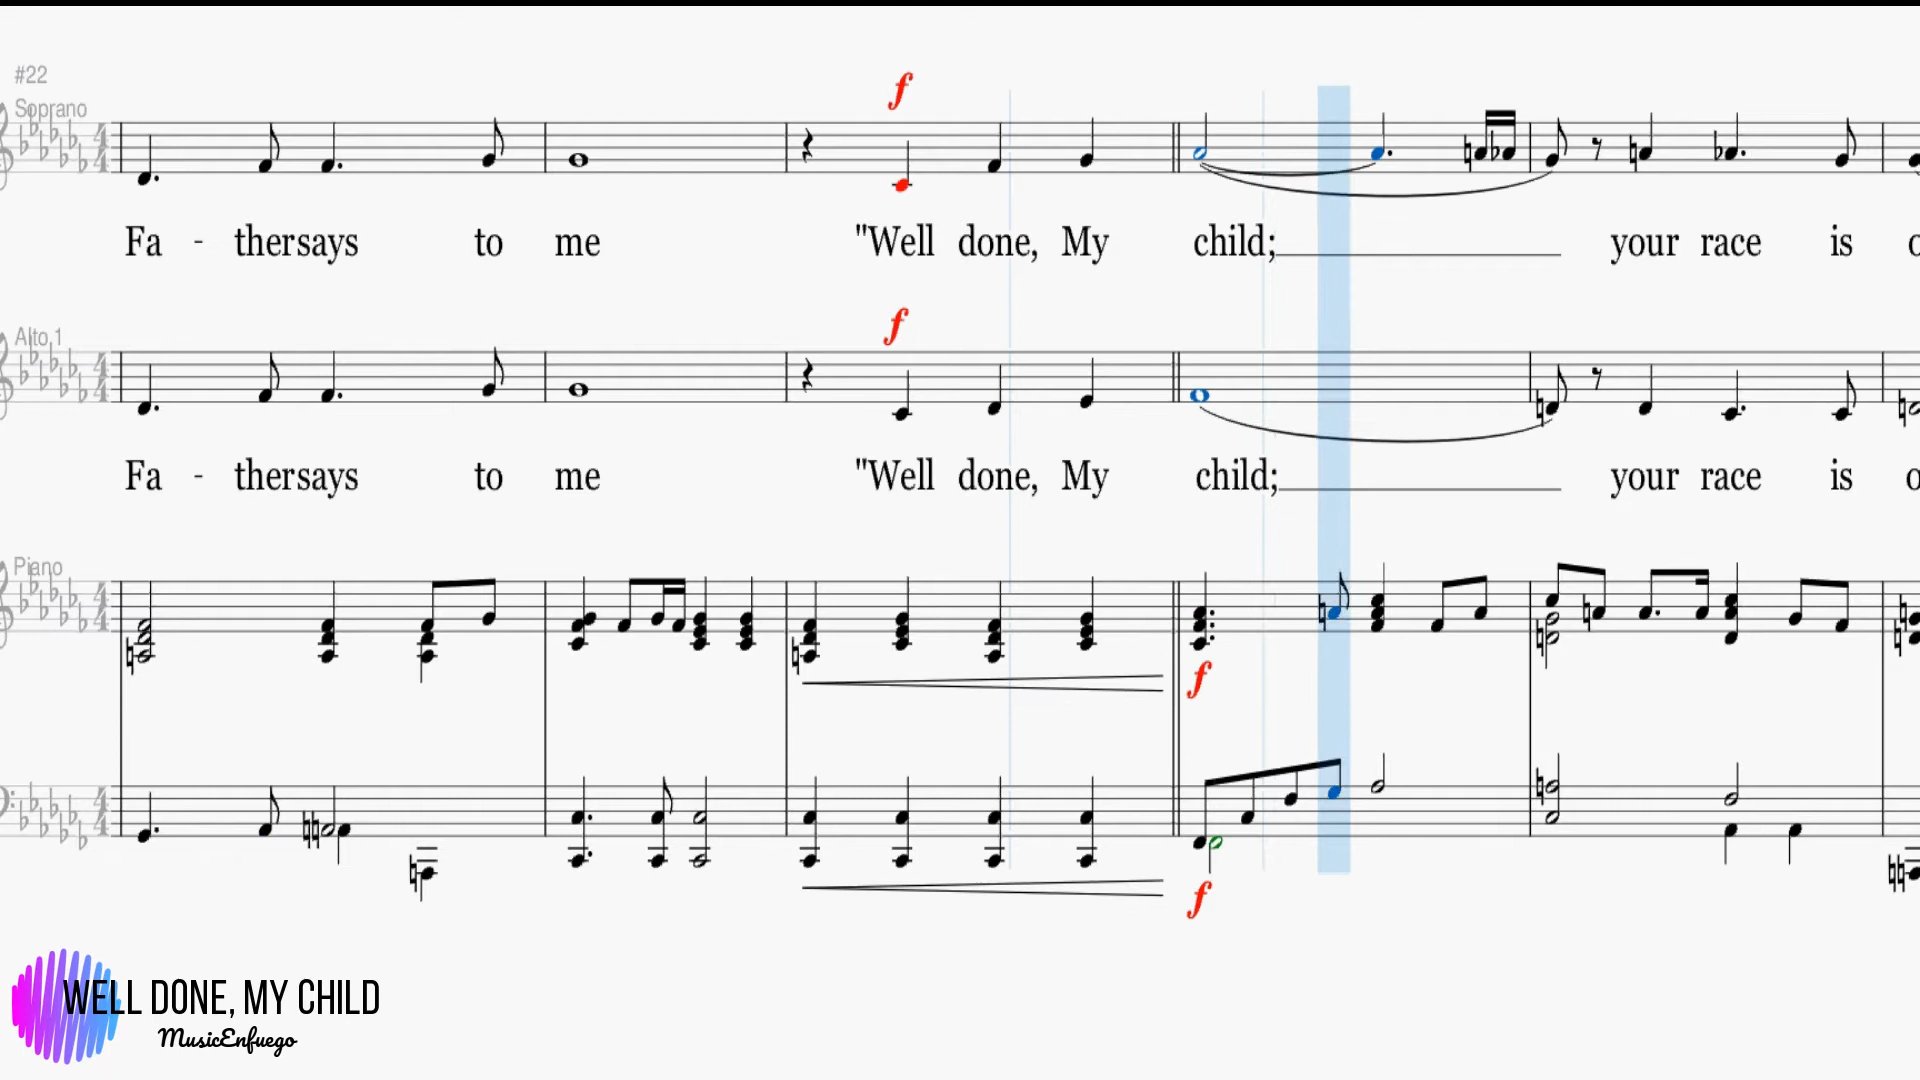 #22
Soprano
f
Fa - thersays to me "Well done, My child; your race is
Alto 1
f
Fa - thersays to me "Well done, My child; your race is
Piano
f
f
WELL DONE, MY CHILD
MusicEnfuego